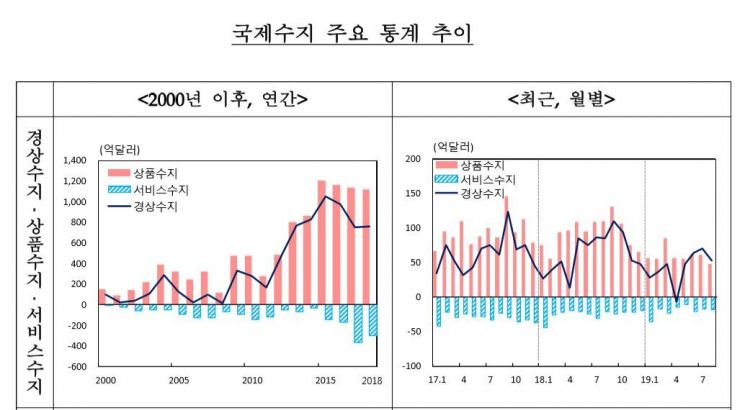 국제수지 주요 통계 추이
<2000년 이후, 연간>
<최근, 월별>
경상수지·상품수지·서비스수지
(억달러)
1,400
1,200
1,000
800
600
400
200
0
-200
-400
-600
상품수지
서비스수지
경상수지
2000
2005
2010
2015
2018
(억달러)
200
150
100
50
0
-50
-100
상품수지
서비스수지
경상수지
17.1
4
7
10
18.1
4
7
10
19.1
4
7